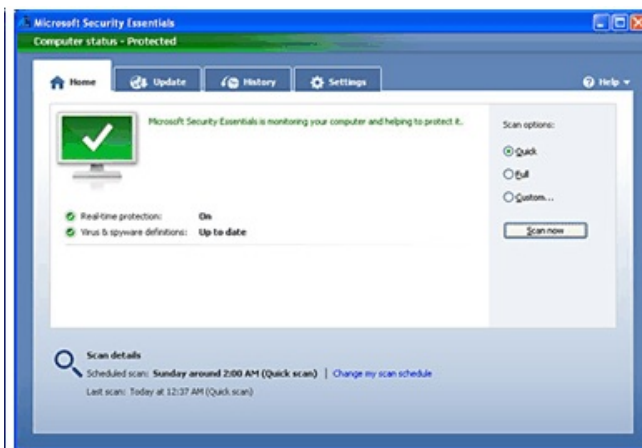 Microsoft Security Essentials
Computer status - Protected
Home Update History Settings Help
Microsoft Security Essentials is monitoring your computer and helping to protect it.
Scan options:
Quick
Full
Custom...
Scan now
Real-time protection: On
Virus & spyware definitions: Up to date
Scan details
Scheduled scan: Sunday around 2:00 AM (Quick scan) | Change my scan schedule
Last scan: Today at 12:37 AM (Quick scan)